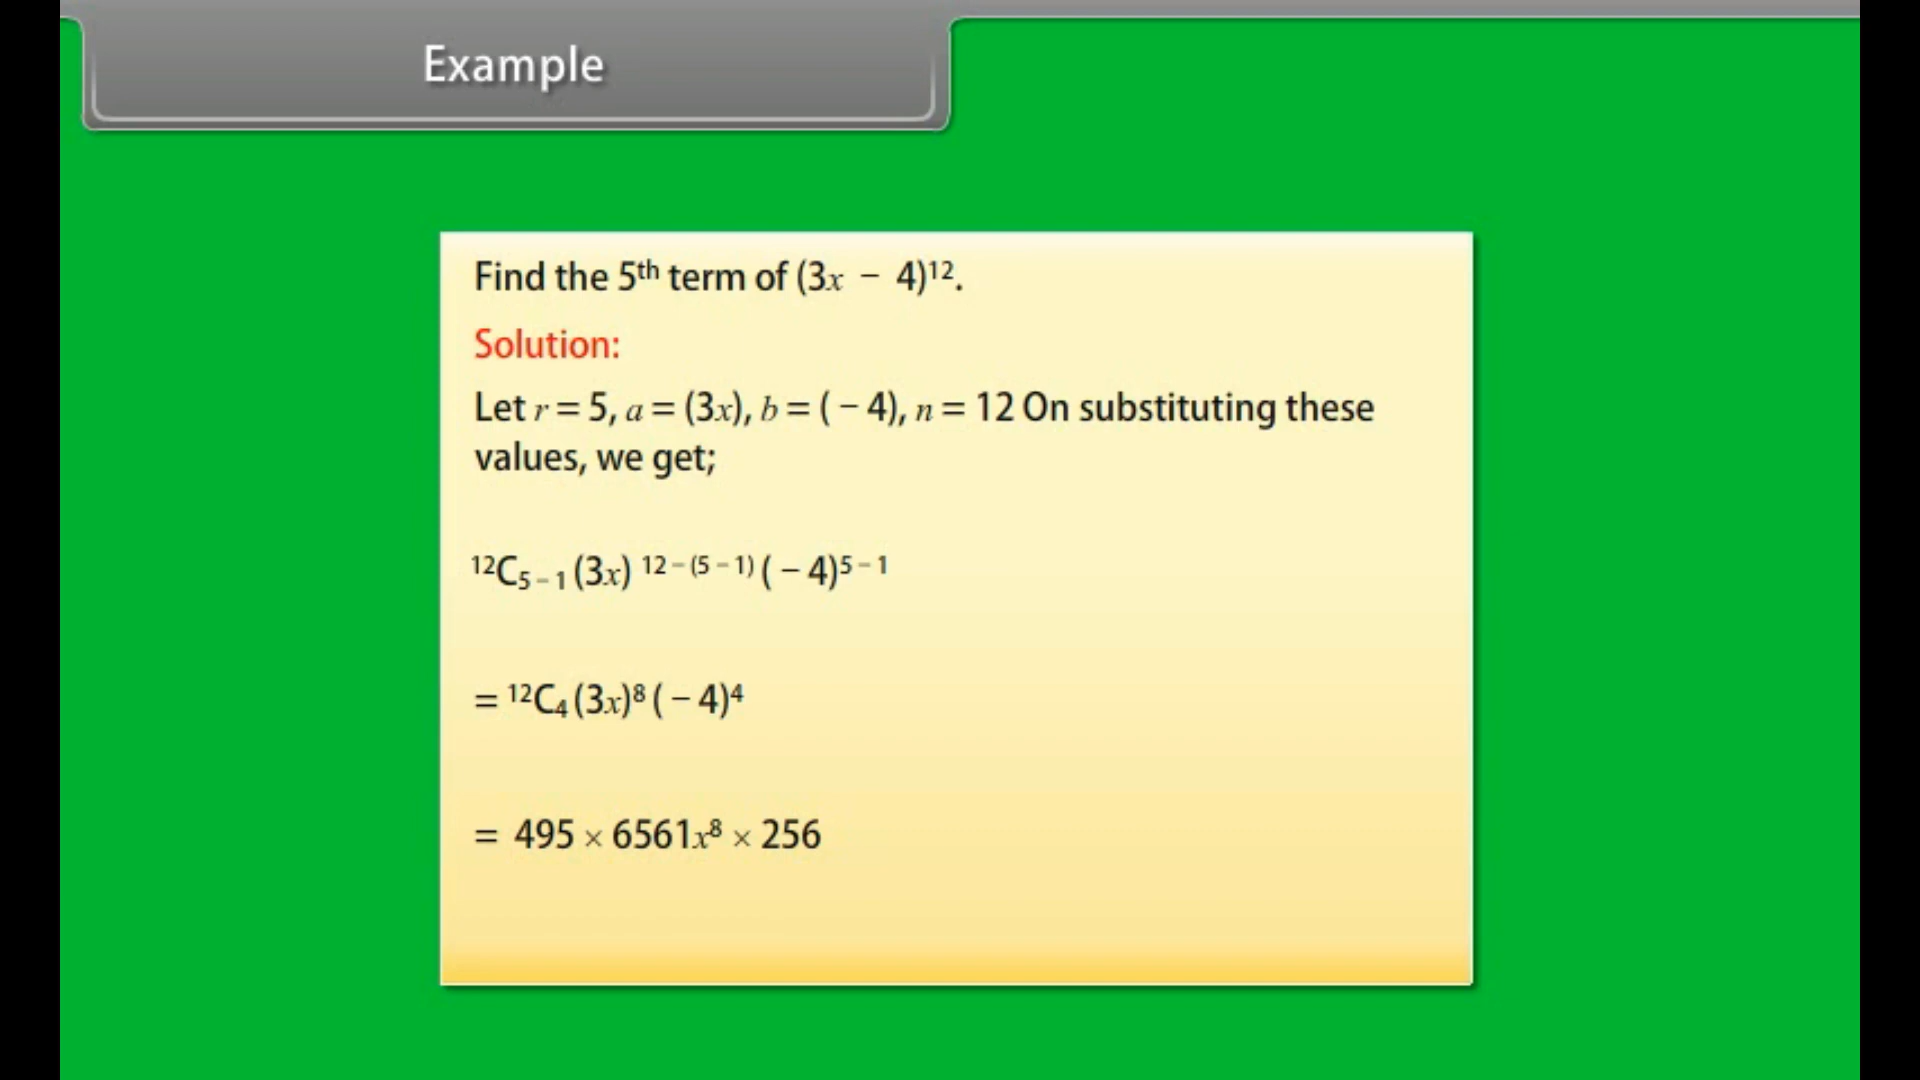 Example
Find the 5th term of (3x − 4)¹².
Solution:
Let r = 5, a = (3x), b = ( − 4), n = 12 On substituting these
values, we get;
¹²C₅₋₁ (3x) ¹²⁻⁽⁵⁻¹⁾ ( − 4)⁵⁻¹
= ¹²C₄ (3x)⁸ ( − 4)⁴
= 495 × 6561x⁸ × 256